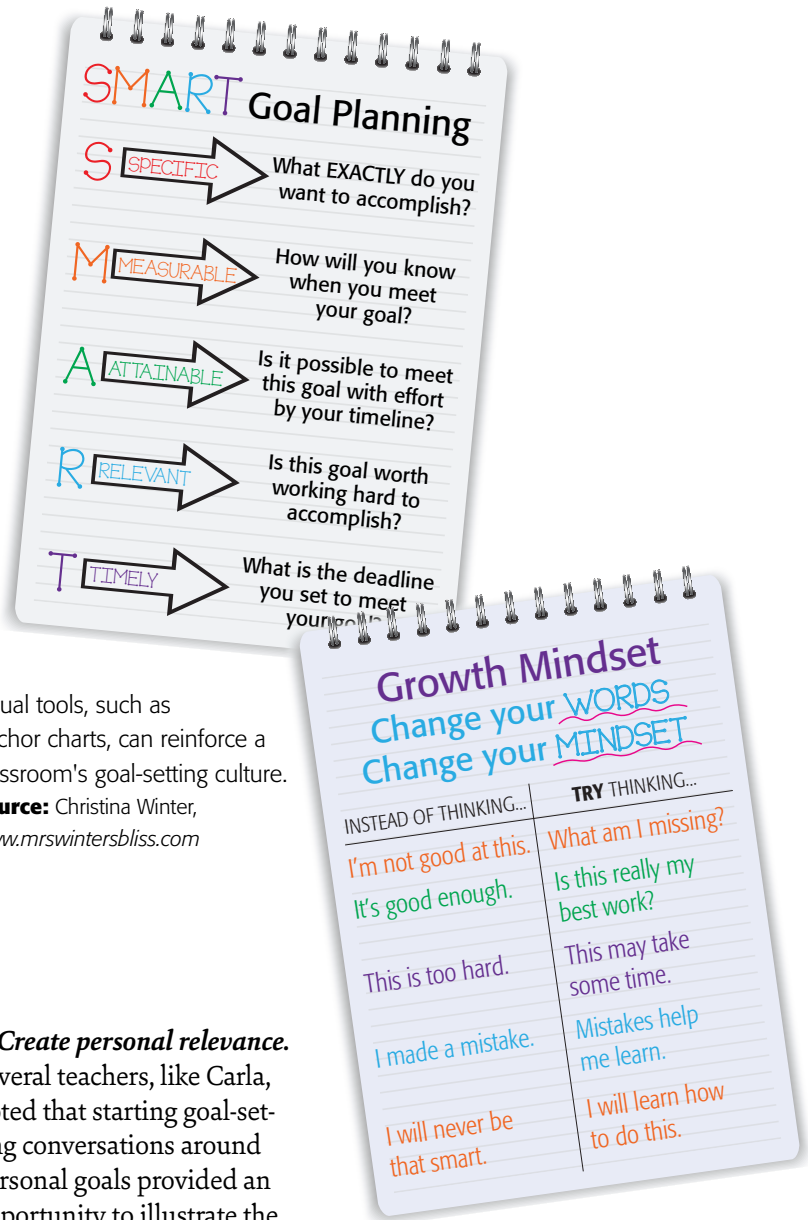 SMART Goal Planning
S SPECIFIC What EXACTLY do you
want to accomplish?
M MEASURABLE How will you know
when you meet
your goal?
A ATTAINABLE Is it possible to meet
this goal with effort
by your timeline?
R RELEVANT Is this goal worth
working hard to
accomplish?
T TIMELY What is the deadline
you set to meet
your
Growth Mindset
Change your WORDS
Change your MINDSET
INSTEAD OF THINKING... TRY THINKING...
I'm not good at this. What am I missing?
It's good enough. Is this really my
best work?
This is too hard. This may take
some time.
I made a mistake. Mistakes help
me learn.
I will never be
that smart. I will learn how
to do this.
ual tools, such as
chor charts, can reinforce a
ssroom's goal-setting culture.
urce: Christina Winter,
w.mrswintersbliss.com
Create personal relevance.
veral teachers, like Carla,
ted that starting goal-set-
ng conversations around
rsonal goals provided an
portunity to illustrate the